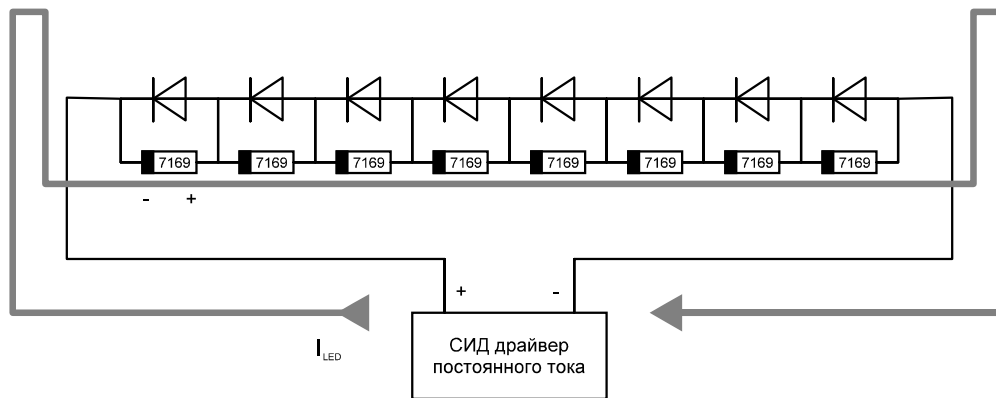 7169 7169 7169 7169 7169 7169 7169 7169
- +
+ -
I LED
СИД драйвер
постоянного тока